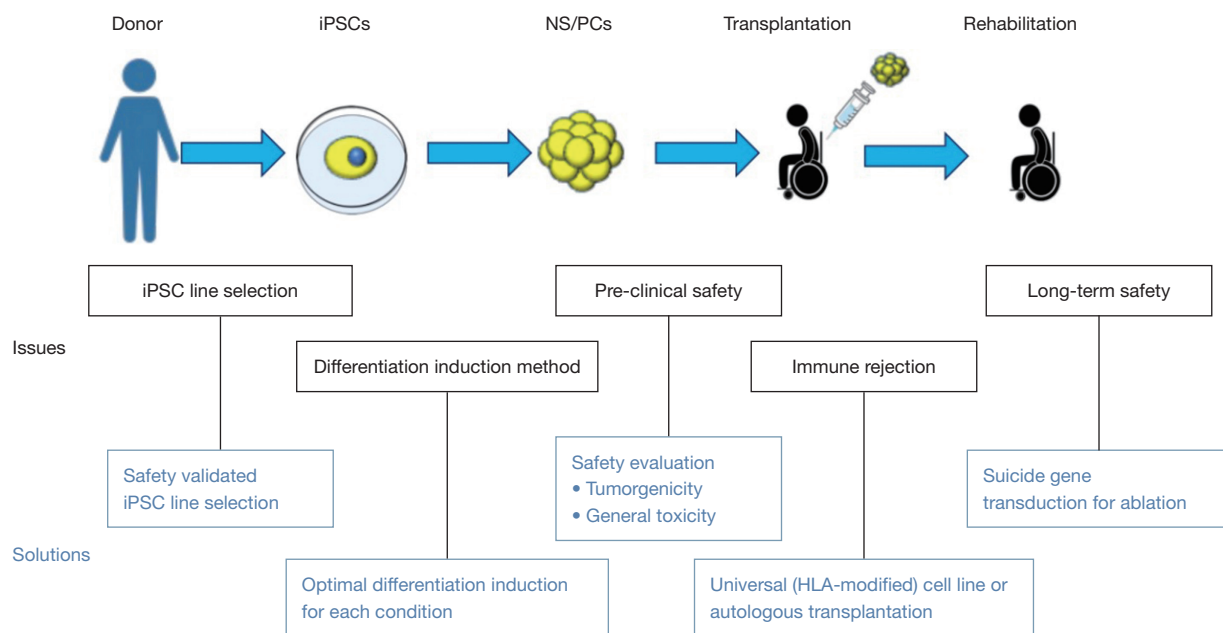 Donor
iPSCs
NS/PCs
Transplantation
Rehabilitation
iPSC line selection
Pre-clinical safety
Long-term safety
Issues
Differentiation induction method
Immune rejection
Safety validated
iPSC line selection
Safety evaluation
• Tumorgenicity
• General toxicity
Suicide gene
transduction for ablation
Solutions
Optimal differentiation induction
for each condition
Universal (HLA-modified) cell line or
autologous transplantation